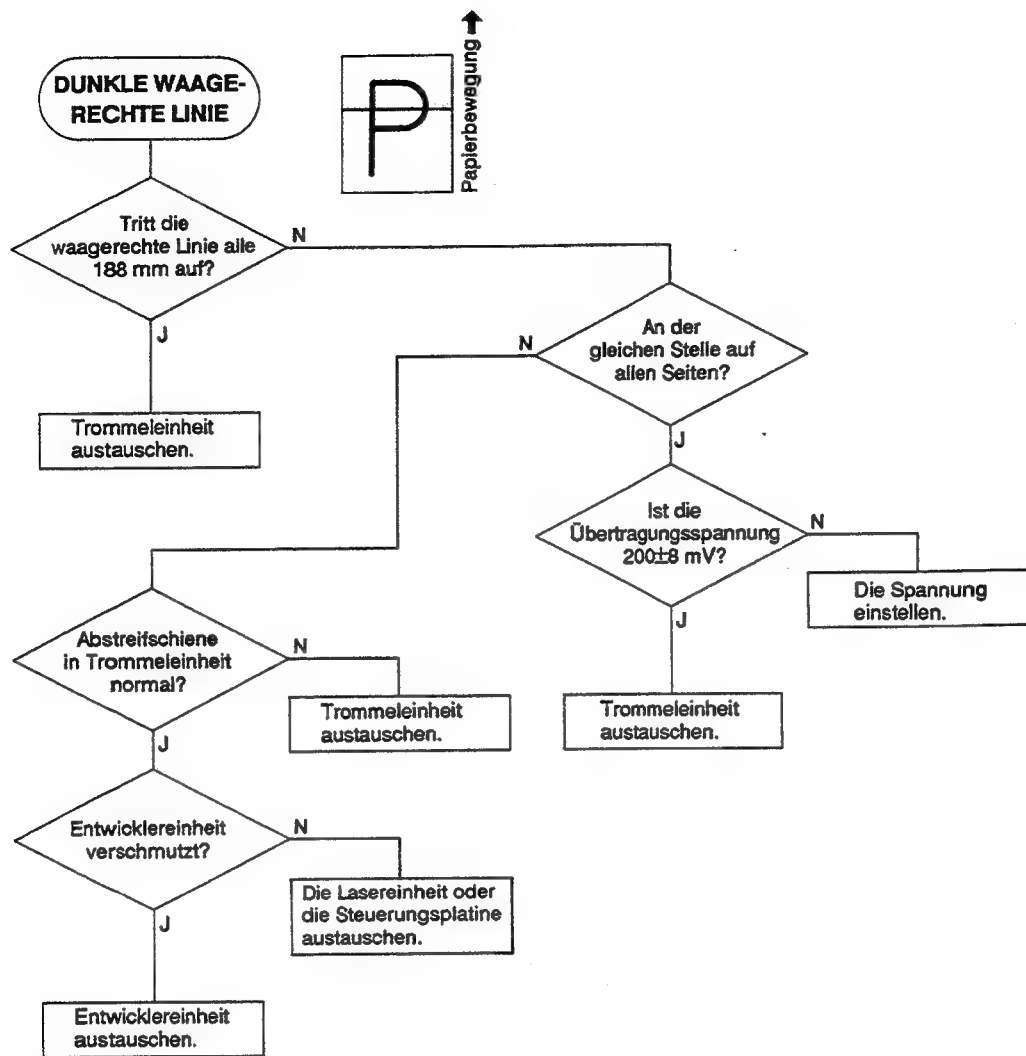 DUNKLE WAAGE-
RECHTE LINIE
P
Papierbewegung
Tritt die
waagerechte Linie alle
188 mm auf?
N
J
Trommeleinheit
austauschen.
An der
gleichen Stelle auf
allen Seiten?
N
J
Ist die
Übertragungsspannung
200±8 mV?
N
Die Spannung
einstellen.
J
Trommeleinheit
austauschen.
Abstreifschiene
in Trommeleinheit
normal?
N
Trommeleinheit
austauschen.
J
Entwicklereinheit
verschmutzt?
N
Die Lasereinheit oder
die Steuerungsplatine
austauschen.
J
Entwicklereinheit
austauschen.